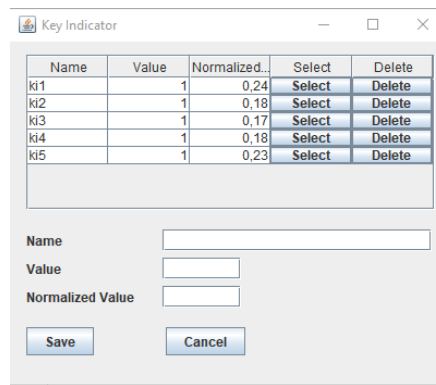 Key Indicator
Name Value Normalized... Select Delete
ki1 1 0,24 Select Delete
ki2 1 0,18 Select Delete
ki3 1 0,17 Select Delete
ki4 1 0,18 Select Delete
ki5 1 0,23 Select Delete
Name
Value
Normalized Value
Save Cancel